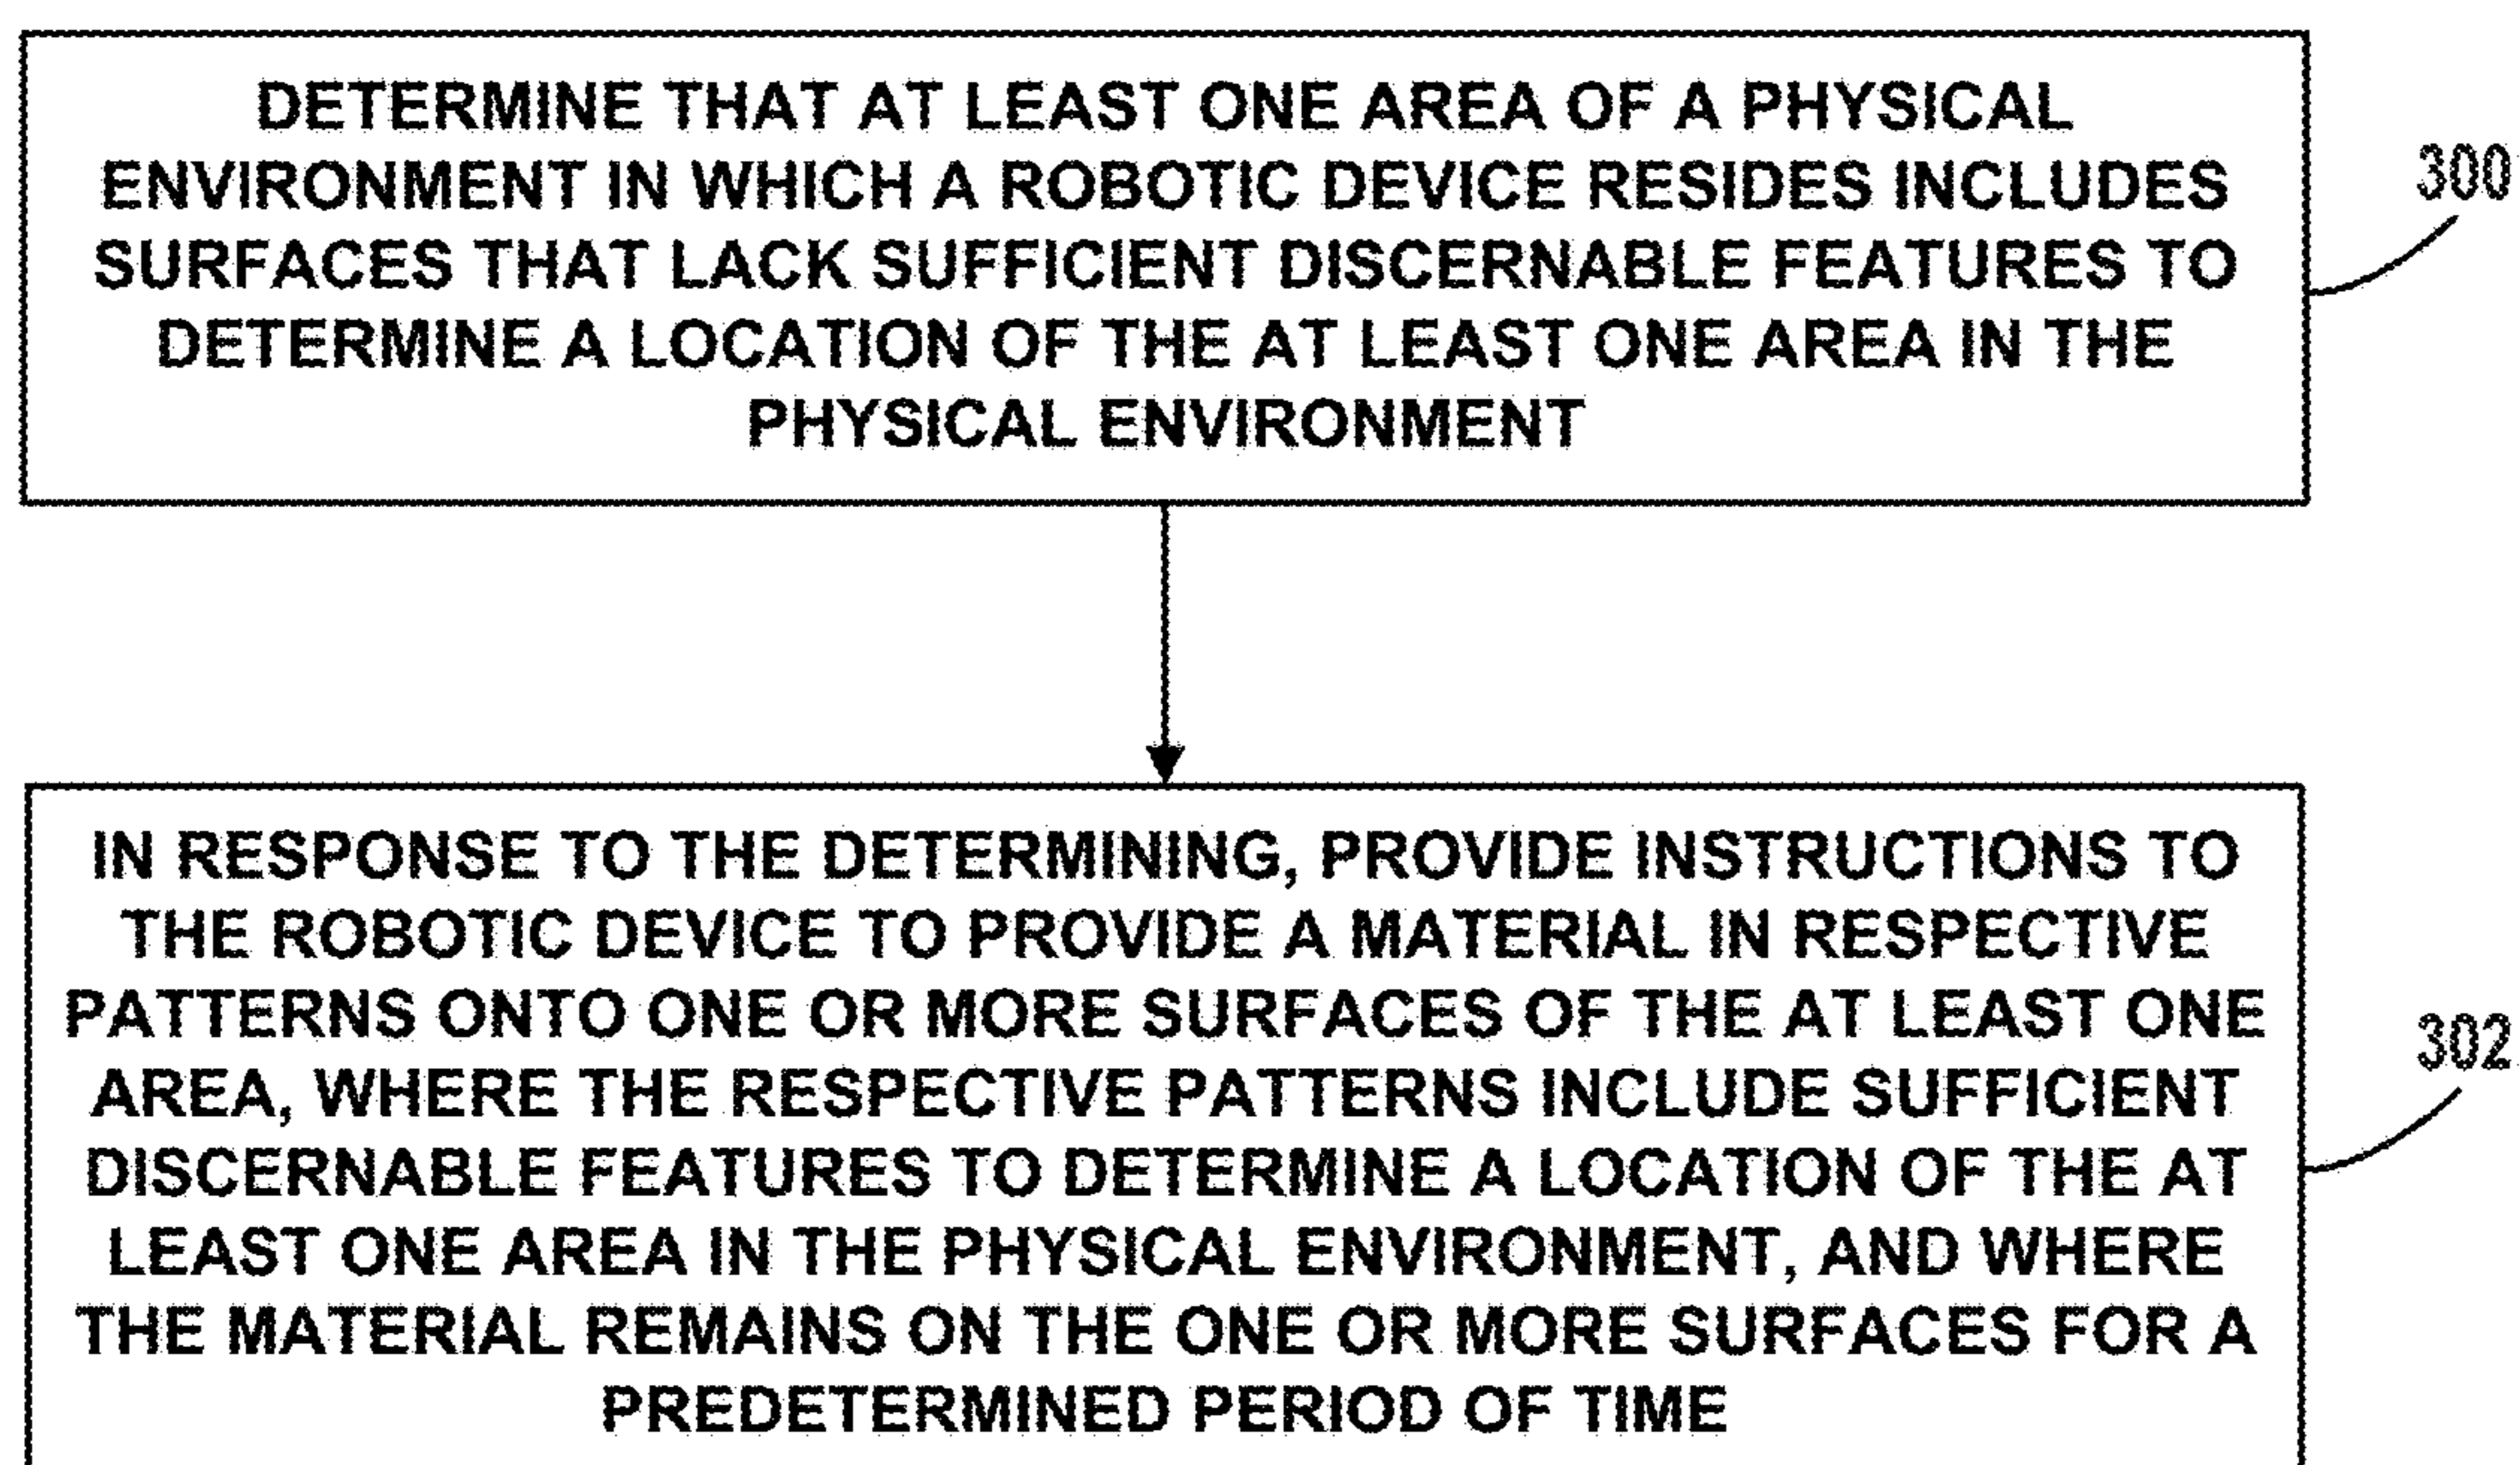 DETERMINE THAT AT LEAST ONE AREA OF A PHYSICAL
ENVIRONMENT IN WHICH A ROBOTIC DEVICE RESIDES INCLUDES
SURFACES THAT LACK SUFFICIENT DISCERNABLE FEATURES TO
DETERMINE A LOCATION OF THE AT LEAST ONE AREA IN THE
PHYSICAL ENVIRONMENT
300
IN RESPONSE TO THE DETERMINING, PROVIDE INSTRUCTIONS TO
THE ROBOTIC DEVICE TO PROVIDE A MATERIAL IN RESPECTIVE
PATTERNS ONTO ONE OR MORE SURFACES OF THE AT LEAST ONE
AREA, WHERE THE RESPECTIVE PATTERNS INCLUDE SUFFICIENT
DISCERNABLE FEATURES TO DETERMINE A LOCATION OF THE AT
LEAST ONE AREA IN THE PHYSICAL ENVIRONMENT, AND WHERE
THE MATERIAL REMAINS ON THE ONE OR MORE SURFACES FOR A
PREDETERMINED PERIOD OF TIME
302